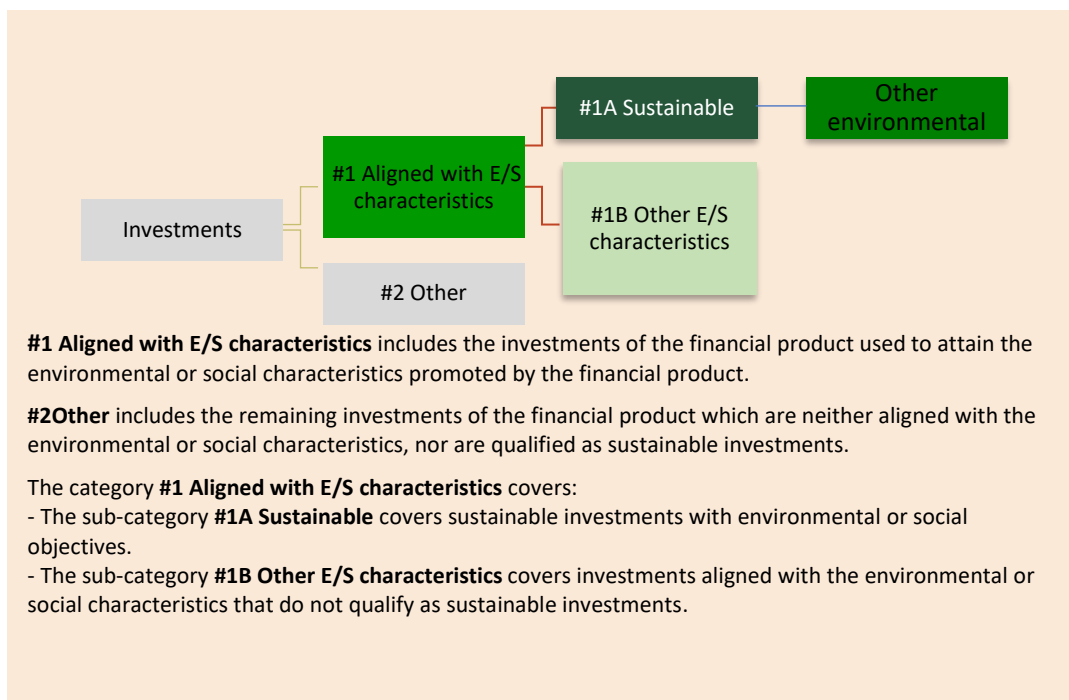 #1A Sustainable
Other
environmental
#1 Aligned with E/S
characteristics
#1B Other E/S
characteristics
Investments
#2 Other
#1 Aligned with E/S characteristics includes the investments of the financial product used to attain the
environmental or social characteristics promoted by the financial product.
#2Other includes the remaining investments of the financial product which are neither aligned with the
environmental or social characteristics, nor are qualified as sustainable investments.
The category #1 Aligned with E/S characteristics covers:
- The sub-category #1A Sustainable covers sustainable investments with environmental or social
objectives.
- The sub-category #1B Other E/S characteristics covers investments aligned with the environmental or
social characteristics that do not qualify as sustainable investments.